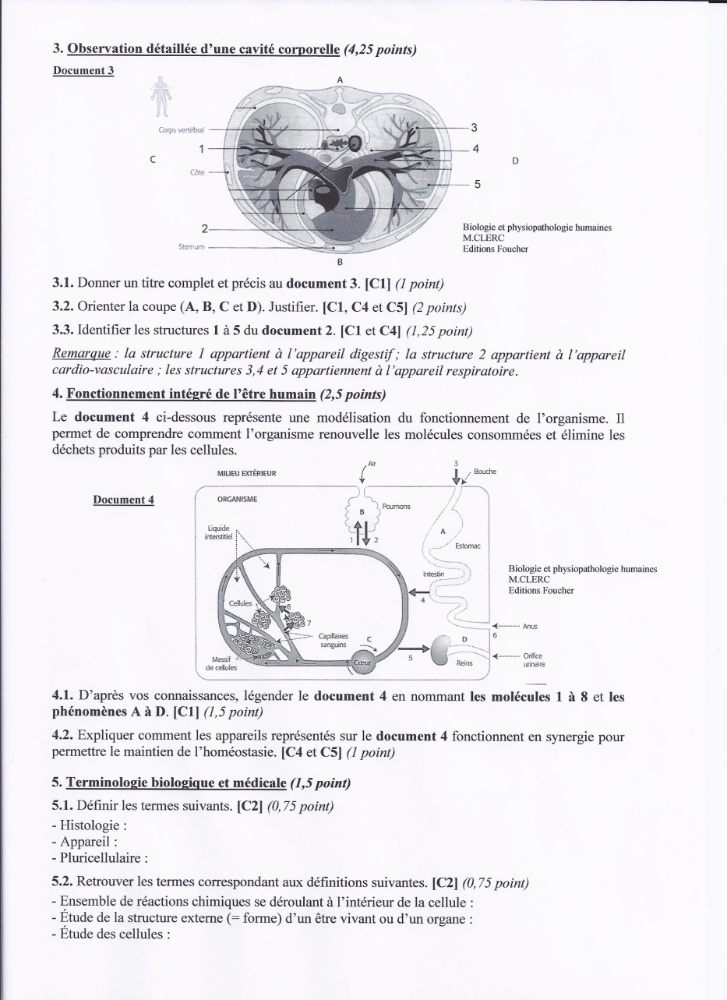 3. Observation détaillée d'une cavité corporelle (4,25 points)
Document 3
A
Corps vertébral
3
1
4
C
D
Côte
5
2
Sternum
B
Biologie et physiopathologie humaines
M.CLERC
Editions Foucher
3.1. Donner un titre complet et précis au document 3. [C1] (1 point)
3.2. Orienter la coupe (A, B, C et D). Justifier. [C1, C4 et C5] (2 points)
3.3. Identifier les structures 1 à 5 du document 2. [C1 et C4] (1,25 point)
Remarque : la structure 1 appartient à l'appareil digestif ; la structure 2 appartient à l'appareil
cardio-vasculaire ; les structures 3,4 et 5 appartiennent à l'appareil respiratoire.
4. Fonctionnement intégré de l'être humain (2,5 points)
Le document 4 ci-dessous représente une modélisation du fonctionnement de l'organisme. Il
permet de comprendre comment l'organisme renouvelle les molécules consommées et élimine les
déchets produits par les cellules.
Air
3
MILIEU EXTÉRIEUR
Bouche
Document 4
ORGANISME
B
Poumons
Liquide
interstitiel
1
2
A
Estomac
Intestin
Biologie et physiopathologie humaines
M.CLERC
Editions Foucher
4
Cellules
8
7
Anus
6
Capillaires
sanguins
C
D
Massif
de cellules
Cœur
5
Reins
Orifice
urinaire
4.1. D'après vos connaissances, légender le document 4 en nommant les molécules 1 à 8 et les
phénomènes A à D. [C1] (1,5 point)
4.2. Expliquer comment les appareils représentés sur le document 4 fonctionnent en synergie pour
permettre le maintien de l'homéostasie. [C4 et C5] (1 point)
5. Terminologie biologique et médicale (1,5 point)
5.1. Définir les termes suivants. [C2] (0,75 point)
- Histologie :
- Appareil :
- Pluricellulaire :
5.2. Retrouver les termes correspondant aux définitions suivantes. [C2] (0,75 point)
- Ensemble de réactions chimiques se déroulant à l'intérieur de la cellule :
- Étude de la structure externe (= forme) d'un être vivant ou d'un organe :
- Étude des cellules :